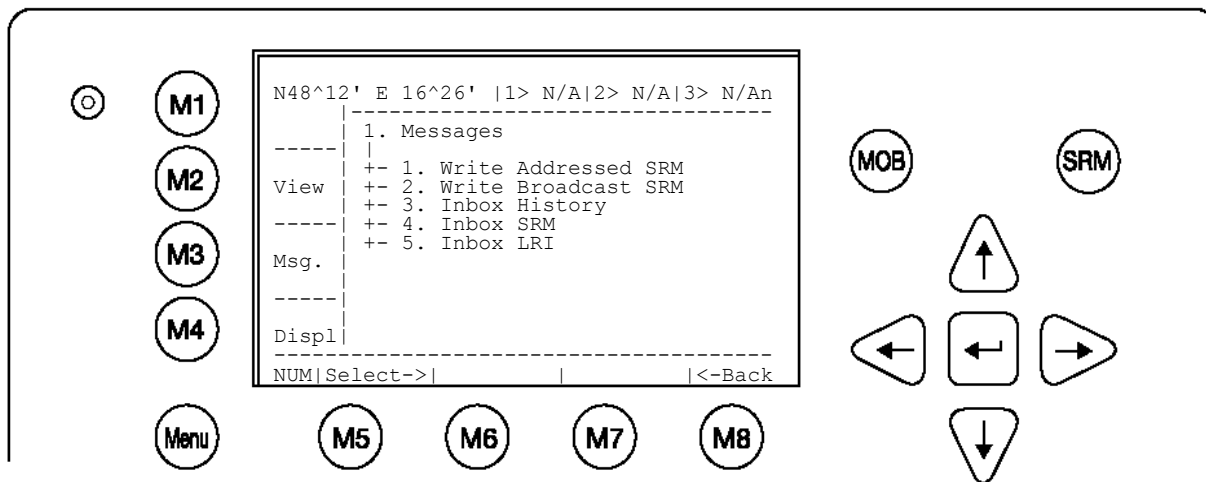 N48^12' E 16^26' |1> N/A|2> N/A|3> N/An
1. Messages
+- 1. Write Addressed SRM
+- 2. Write Broadcast SRM
+- 3. Inbox History
+- 4. Inbox SRM
+- 5. Inbox LRI
View
Msg.
Displ
NUM|Select->| | |<-Back
M1
M2
M3
M4
Menu
M5
M6
M7
M8
MOB
SRM